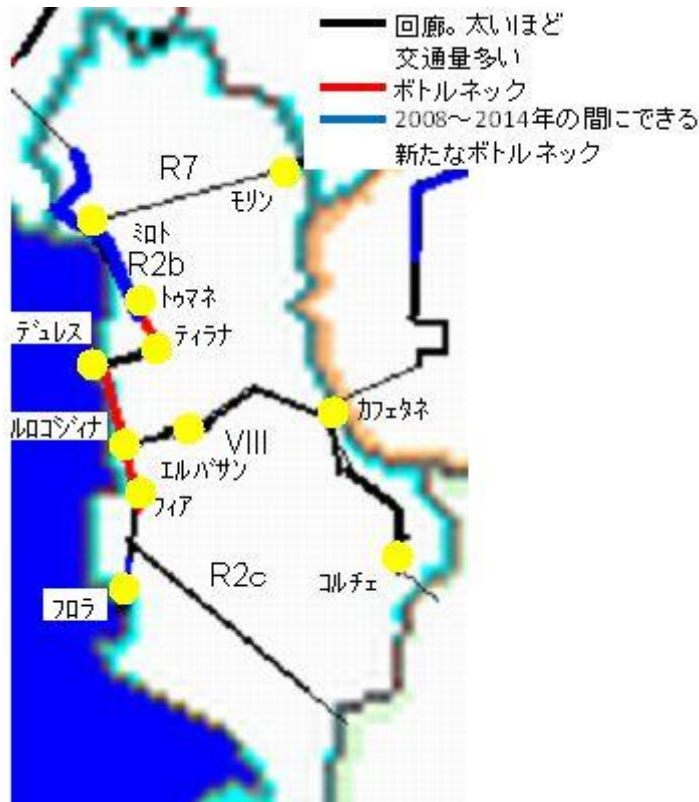 回廊。太いほど
交通量多い
ボトルネック
2008～2014年の間にできる
新たなボトルネック
R7
モリン
ミロト
R2b
トゥマネ
デュレス
ティラナ
カフェタネ
ルロコジィナ
VIII
エルバサン
フィア
R2c
コルチェ
フロラ